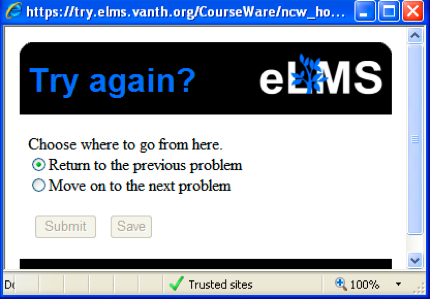 https://try.elms.vanth.org/CourseWare/ncw_ho...
Try again? eLMS
Choose where to go from here.
Return to the previous problem
Move on to the next problem
Submit Save
Trusted sites 100%